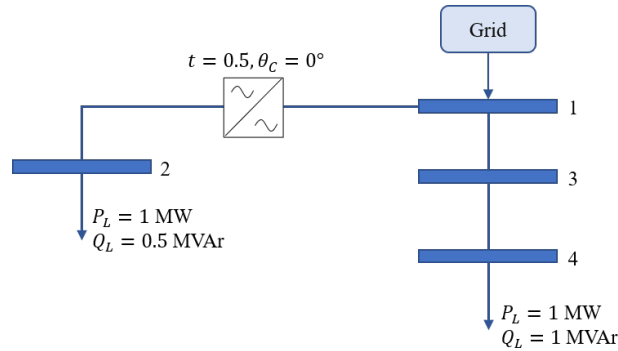 Grid
t = 0.5, θ_C = 0°
1
2
3
P_L = 1 MW
Q_L = 0.5 MVAr
4
P_L = 1 MW
Q_L = 1 MVAr